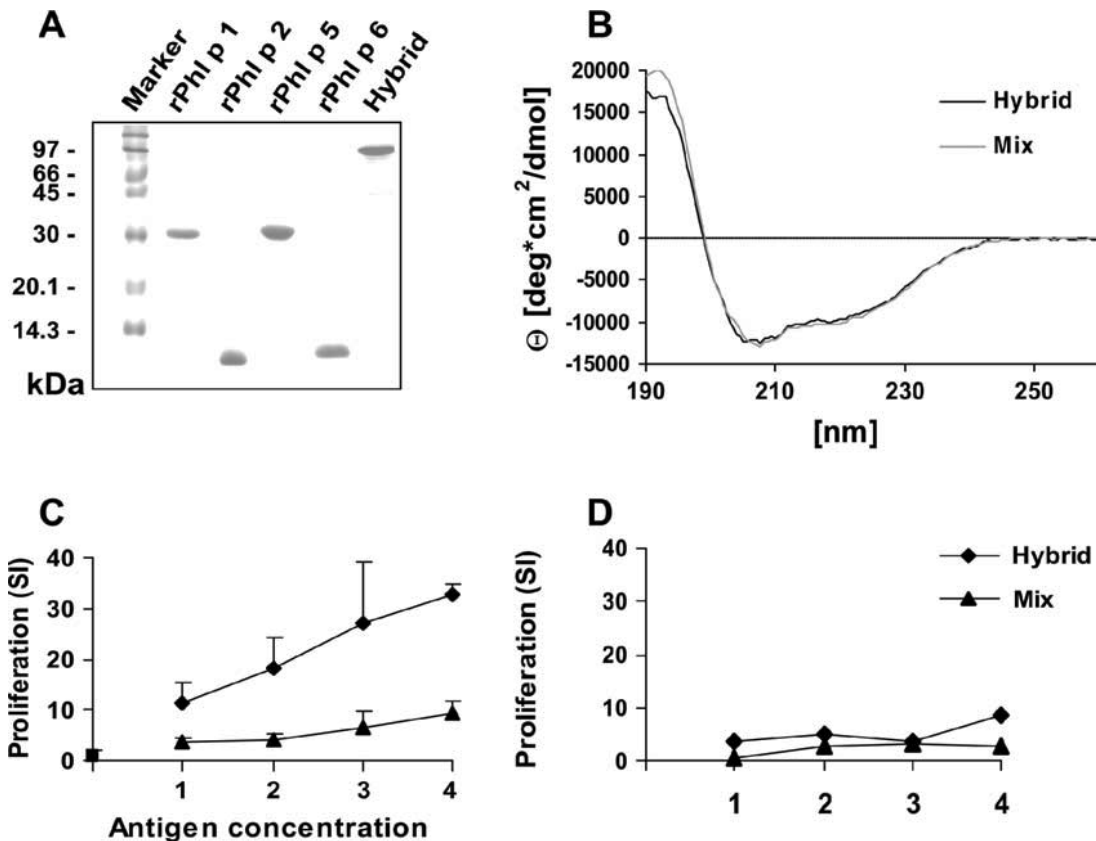 A
Marker
rPhl p 1
rPhl p 2
rPhl p 5
rPhl p 6
Hybrid
97 -
66 -
45 -
30 -
20.1 -
14.3 -
kDa
B
20000
15000
10000
5000
0
-5000
-10000
-15000
Θ [deg*cm²/dmol]
190
210
230
250
[nm]
Hybrid
Mix
C
40
30
20
10
0
Proliferation (SI)
1
2
3
4
Antigen concentration
D
40
30
20
10
0
Proliferation (SI)
1
2
3
4
Hybrid
Mix